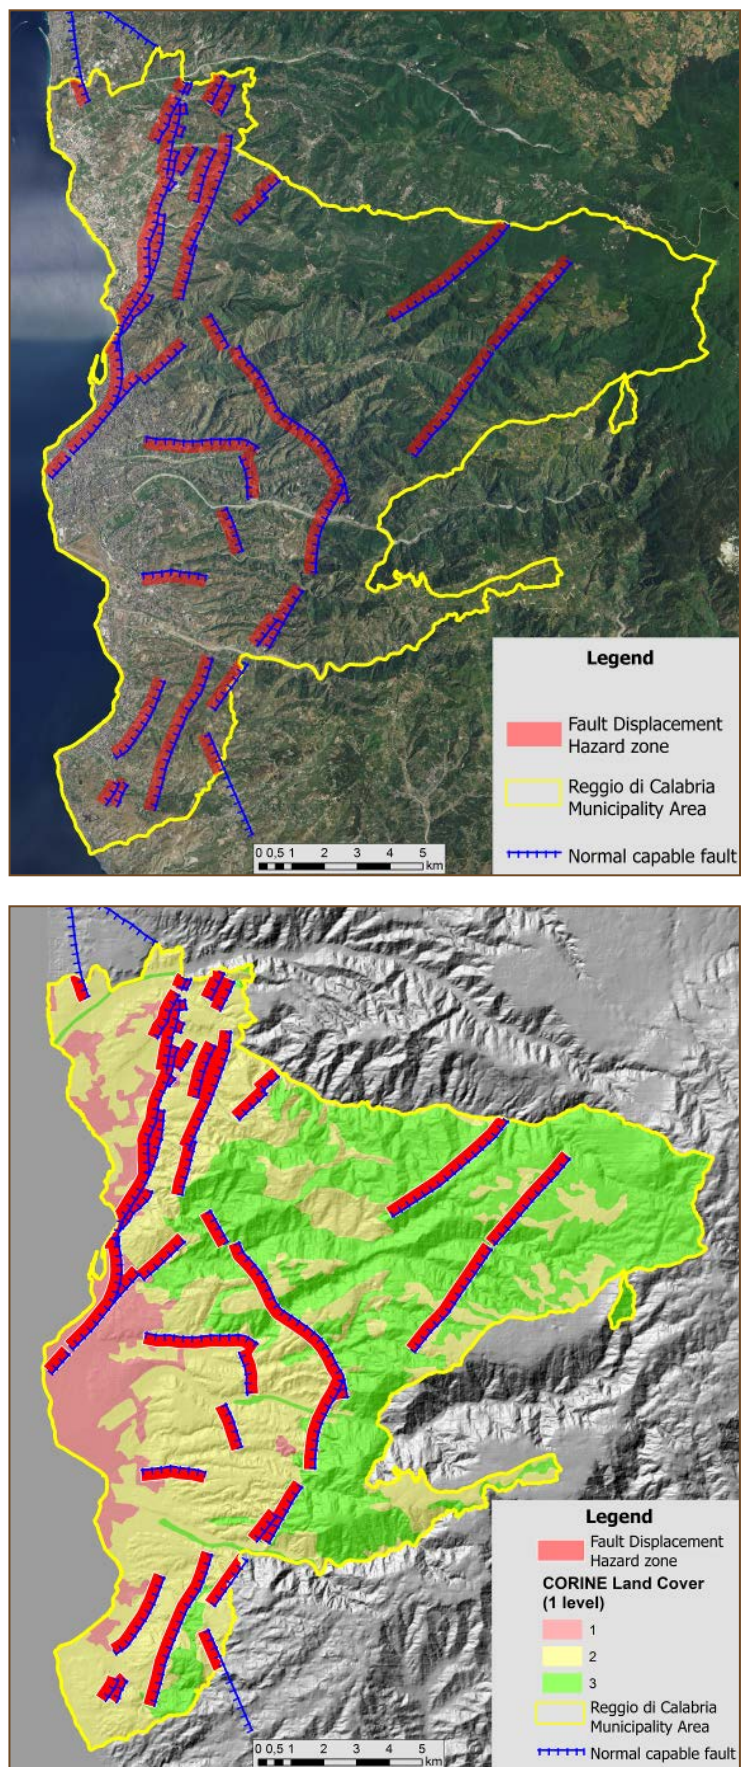 Legend
Fault Displacement
Hazard zone
Reggio di Calabria
Municipality Area
Normal capable fault
0 0,5 1 2 3 4 5
km
Legend
Fault Displacement
Hazard zone
CORINE Land Cover
(1 level)
1
2
3
Reggio di Calabria
Municipality Area
Normal capable fault
0 0,5 1 2 3 4 5
km